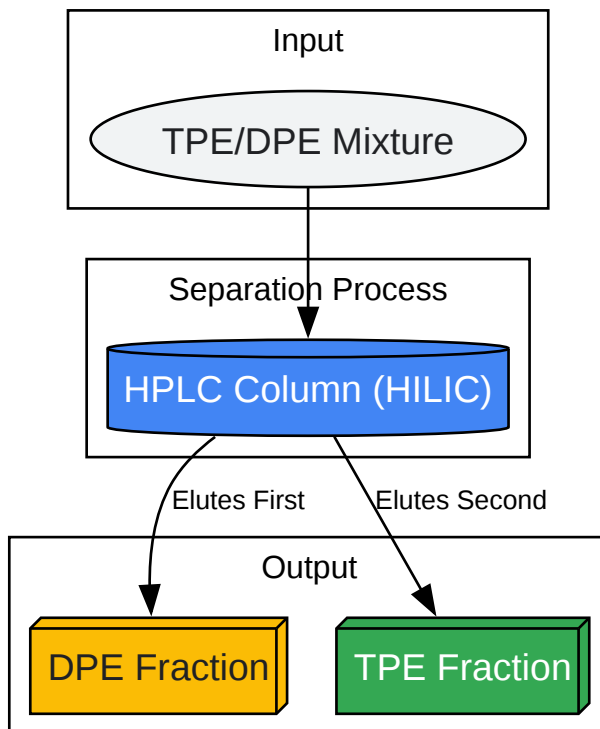 Input
TPE/DPE Mixture
Separation Process
HPLC Column (HILIC)
Elutes First
Elutes Second
Output
DPE Fraction
TPE Fraction